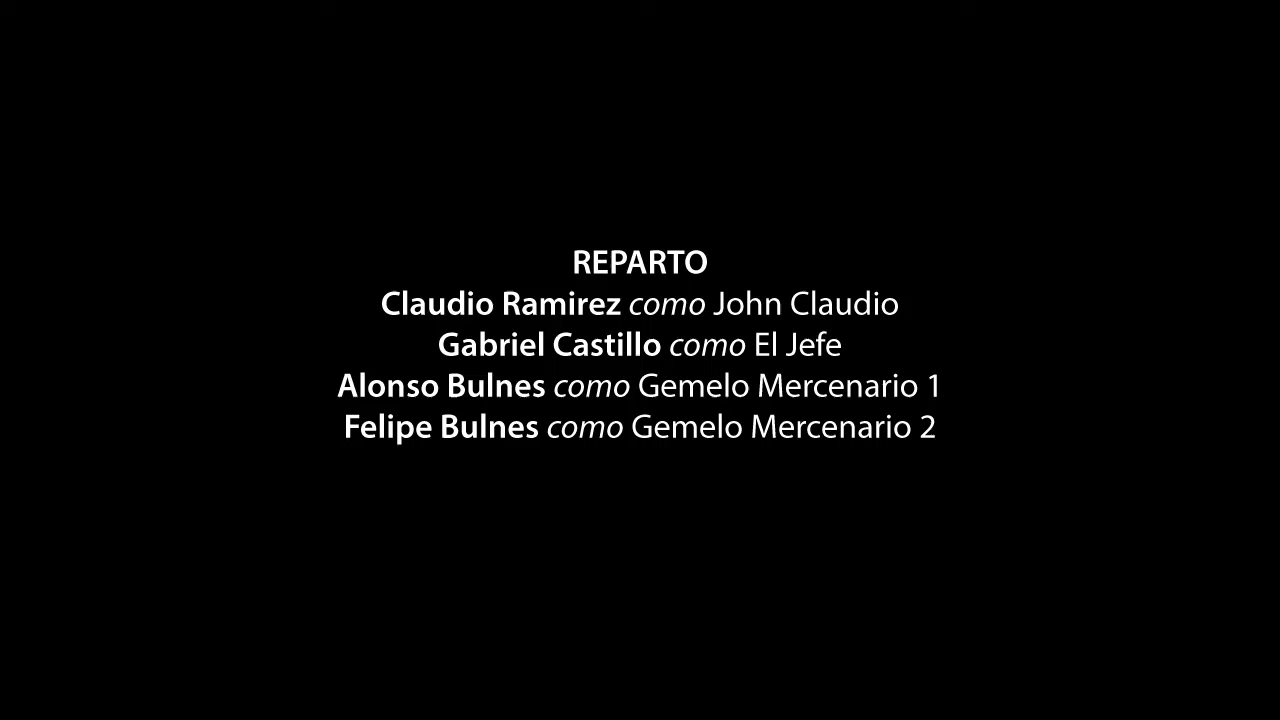 REPARTO
Claudio Ramirez como John Claudio
Gabriel Castillo como El Jefe
Alonso Bulnes como Gemelo Mercenario 1
Felipe Bulnes como Gemelo Mercenario 2